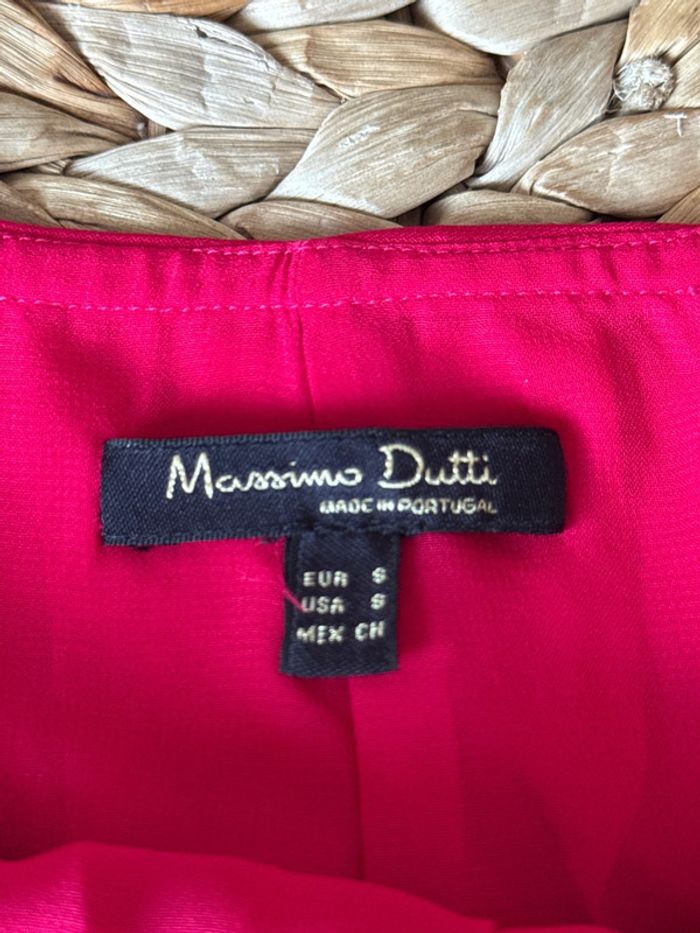 Massimo Dutti
MADE IN PORTUGAL
EUR S
USA S
MEX CH